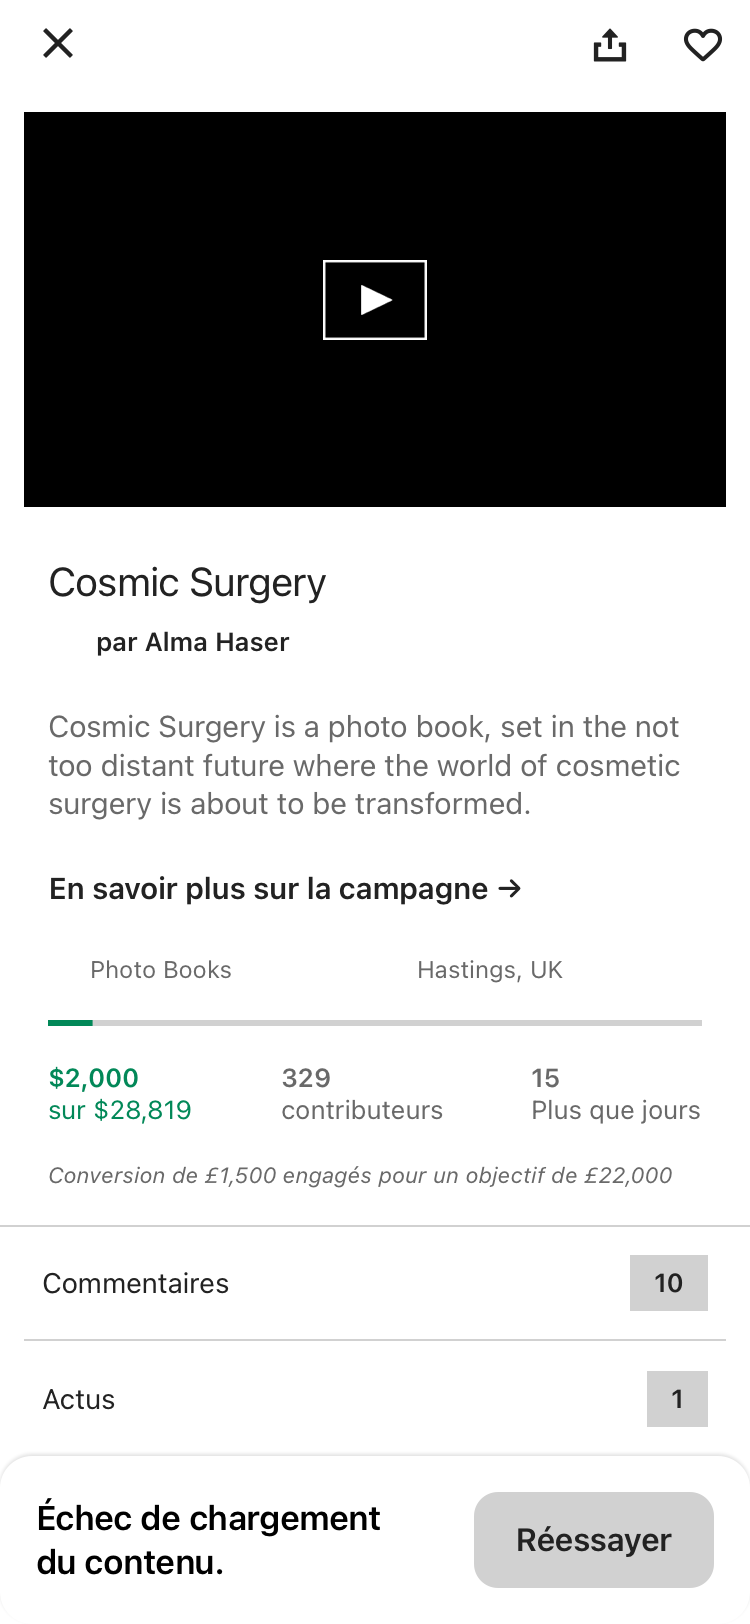 Cosmic Surgery
par Alma Haser
Cosmic Surgery is a photo book, set in the not
too distant future where the world of cosmetic
surgery is about to be transformed.
En savoir plus sur la campagne →
Photo Books
Hastings, UK
$2,000
sur $28,819
329
contributeurs
15
Plus que jours
Conversion de £1,500 engagés pour un objectif de £22,000
Commentaires
10
Actus
1
Échec de chargement
du contenu.
Réessayer